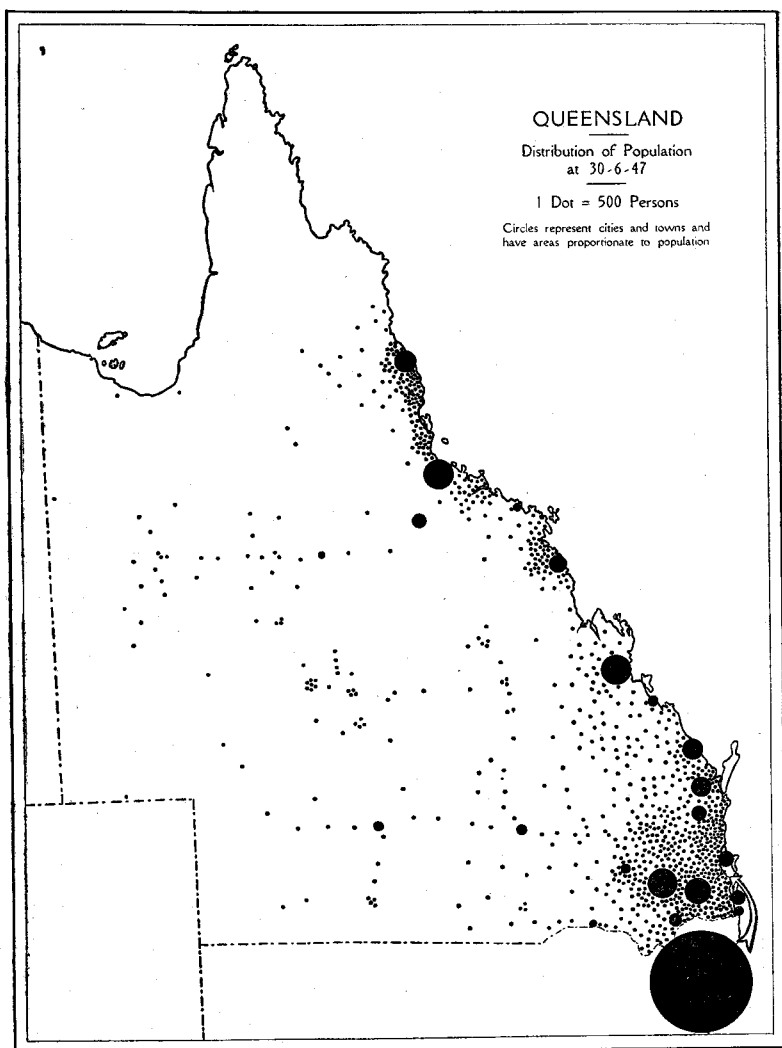 QUEENSLAND
Distribution of Population
at 30-6-47
1 Dot = 500 Persons
Circles represent cities and towns and
have areas proportionate to population